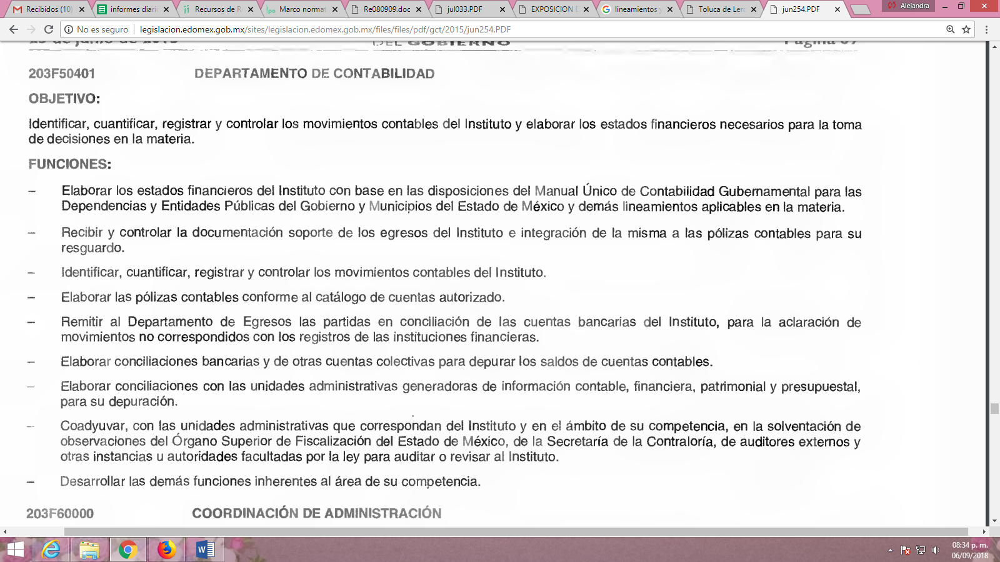 Recibidos (10)
informes diari
Recursos de R
Marco normat
Re080909.doc
jul033.PDF
EXPOSICION D
lineamientos y
Toluca de Lerd
jun254.PDF
Alejandra
No es seguro | legislacion.edomex.gob.mx/sites/legislacion.edomex.gob.mx/files/files/pdf/gct/2015/jun254.PDF
DEL GOBIERNO
203F50401 DEPARTAMENTO DE CONTABILIDAD
OBJETIVO:
Identificar, cuantificar, registrar y controlar los movimientos contables del Instituto y elaborar los estados financieros necesarios para la toma
de decisiones en la materia.
FUNCIONES:
– Elaborar los estados financieros del Instituto con base en las disposiciones del Manual Único de Contabilidad Gubernamental para las
Dependencias y Entidades Públicas del Gobierno y Municipios del Estado de México y demás lineamientos aplicables en la materia.
– Recibir y controlar la documentación soporte de los egresos del Instituto e integración de la misma a las pólizas contables para su
resguardo.
– Identificar, cuantificar, registrar y controlar los movimientos contables del Instituto.
– Elaborar las pólizas contables conforme al catálogo de cuentas autorizado.
– Remitir al Departamento de Egresos las partidas en conciliación de las cuentas bancarias del Instituto, para la aclaración de
movimientos no correspondidos con los registros de las instituciones financieras.
– Elaborar conciliaciones bancarias y de otras cuentas colectivas para depurar los saldos de cuentas contables.
– Elaborar conciliaciones con las unidades administrativas generadoras de información contable, financiera, patrimonial y presupuestal,
para su depuración.
– Coadyuvar, con las unidades administrativas que correspondan del Instituto y en el ámbito de su competencia, en la solventación de
observaciones del Órgano Superior de Fiscalización del Estado de México, de la Secretaría de la Contraloría, de auditores externos y
otras instancias u autoridades facultadas por la ley para auditar o revisar al Instituto.
– Desarrollar las demás funciones inherentes al área de su competencia.
203F60000 COORDINACIÓN DE ADMINISTRACIÓN
08:34 p. m.
06/09/2018